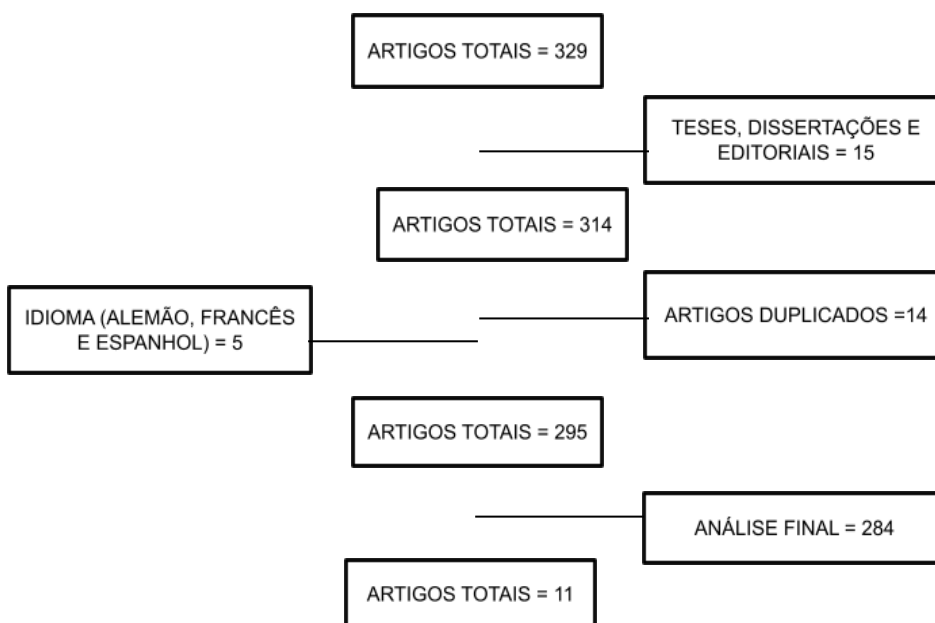 ARTIGOS TOTAIS = 329
TESES, DISSERTAÇÕES E
EDITORIAIS = 15
ARTIGOS TOTAIS = 314
IDIOMA (ALEMÃO, FRANCÊS
E ESPANHOL) = 5
ARTIGOS DUPLICADOS =14
ARTIGOS TOTAIS = 295
ANÁLISE FINAL = 284
ARTIGOS TOTAIS = 11